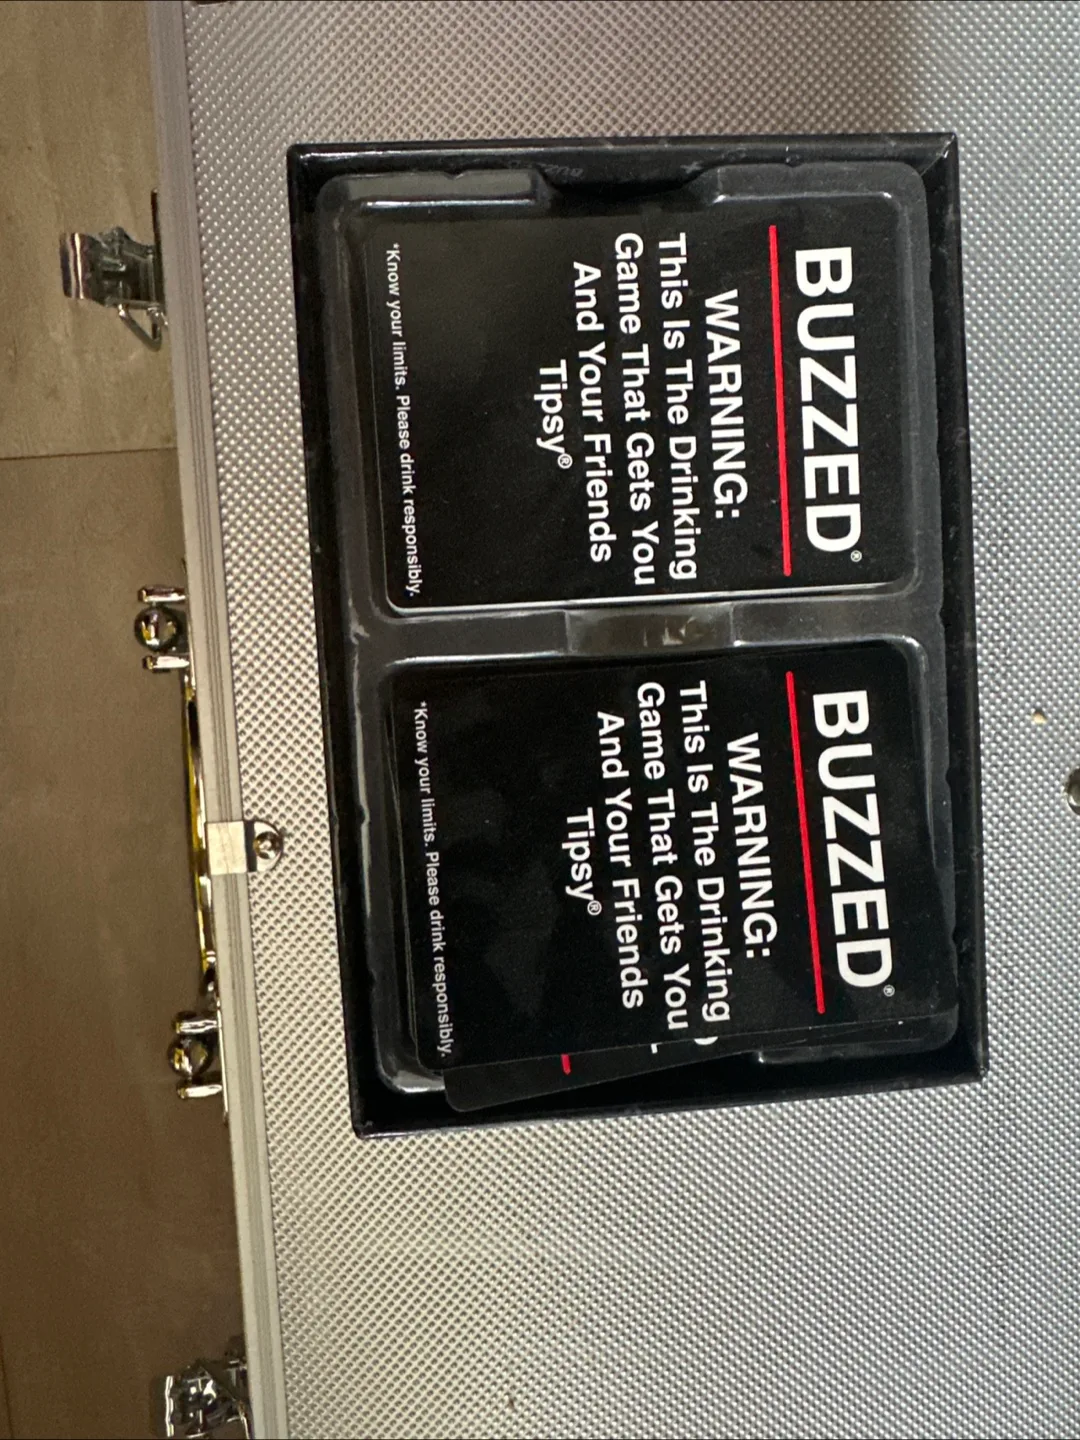 BUZZED®
WARNING:
This Is The Drinking
Game That Gets You
And Your Friends
Tipsy®
*Know your limits. Please drink responsibly.
BUZZED®
WARNING:
This Is The Drinking
Game That Gets You
And Your Friends
Tipsy®
*Know your limits. Please drink responsibly.